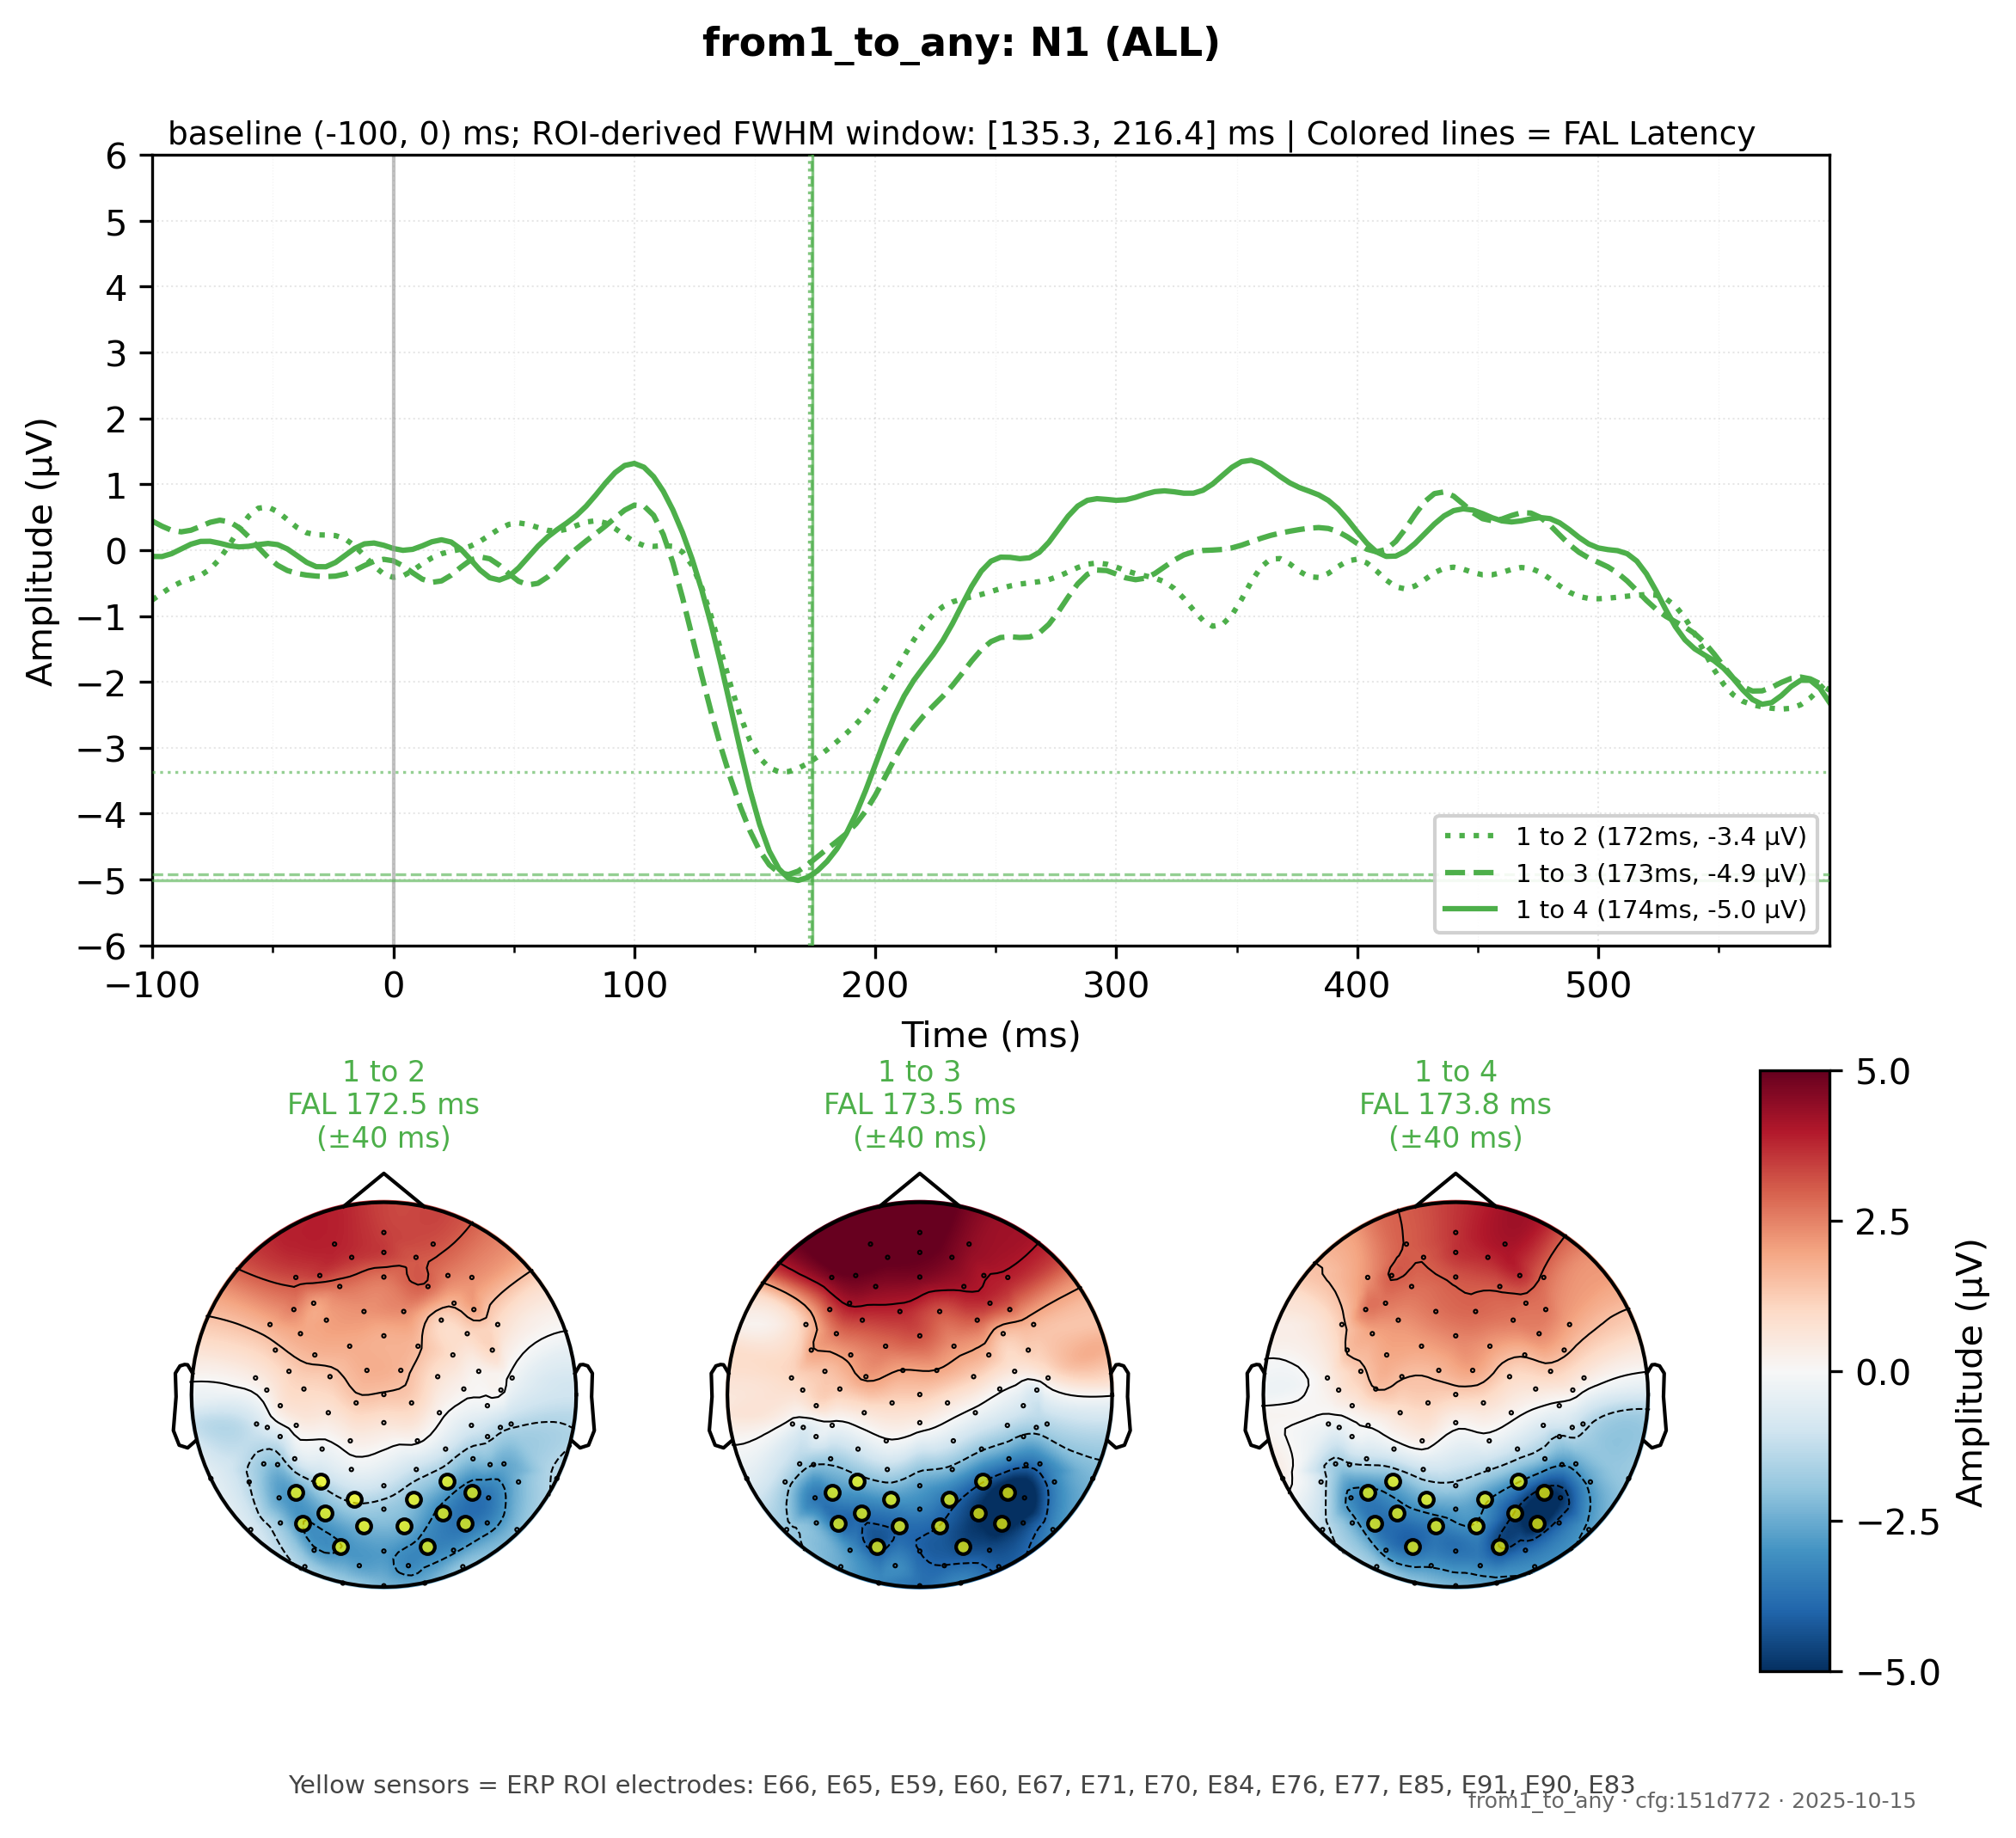 from1_to_any: N1 (ALL)
baseline (-100, 0) ms; ROI-derived FWHM window: [135.3, 216.4] ms | Colored lines = FAL Latency
6
5
4
3
2
1
0
−1
−2
−3
−4
−5
−6
Amplitude (µV)
1 to 2 (172ms, -3.4 µV)
1 to 3 (173ms, -4.9 µV)
1 to 4 (174ms, -5.0 µV)
−100 0 100 200 300 400 500
Time (ms)
1 to 2
FAL 172.5 ms
(±40 ms)
1 to 3
FAL 173.5 ms
(±40 ms)
1 to 4
FAL 173.8 ms
(±40 ms)
5.0
2.5
0.0
−2.5
−5.0
Amplitude (µV)
Yellow sensors = ERP ROI electrodes: E66, E65, E59, E60, E67, E71, E70, E84, E76, E77, E85, E91, E90, E83
from1_to_any · cfg:151d772 · 2025-10-15